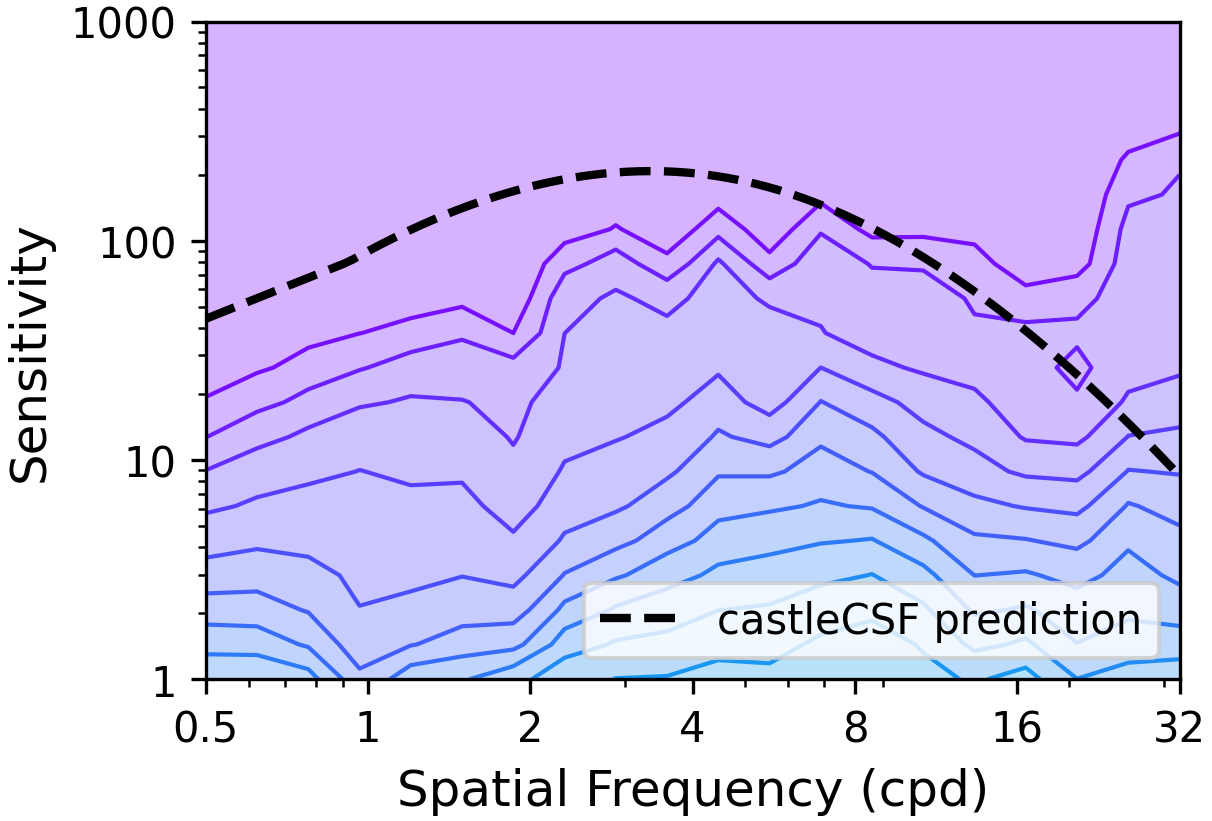 1000
100
10
1
Sensitivity
castleCSF prediction
0.5 1 2 4 8 16 32
Spatial Frequency (cpd)